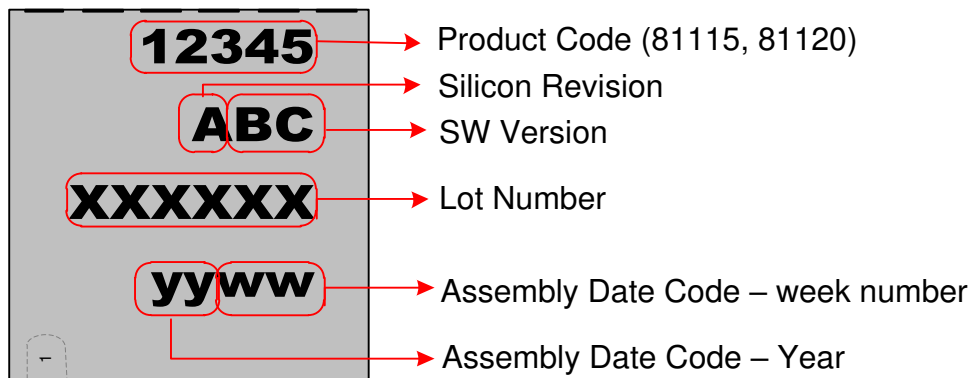 12345 Product Code (81115, 81120)
Silicon Revision
ABC SW Version
XXXXXX Lot Number
yyww Assembly Date Code – week number
1 Assembly Date Code – Year